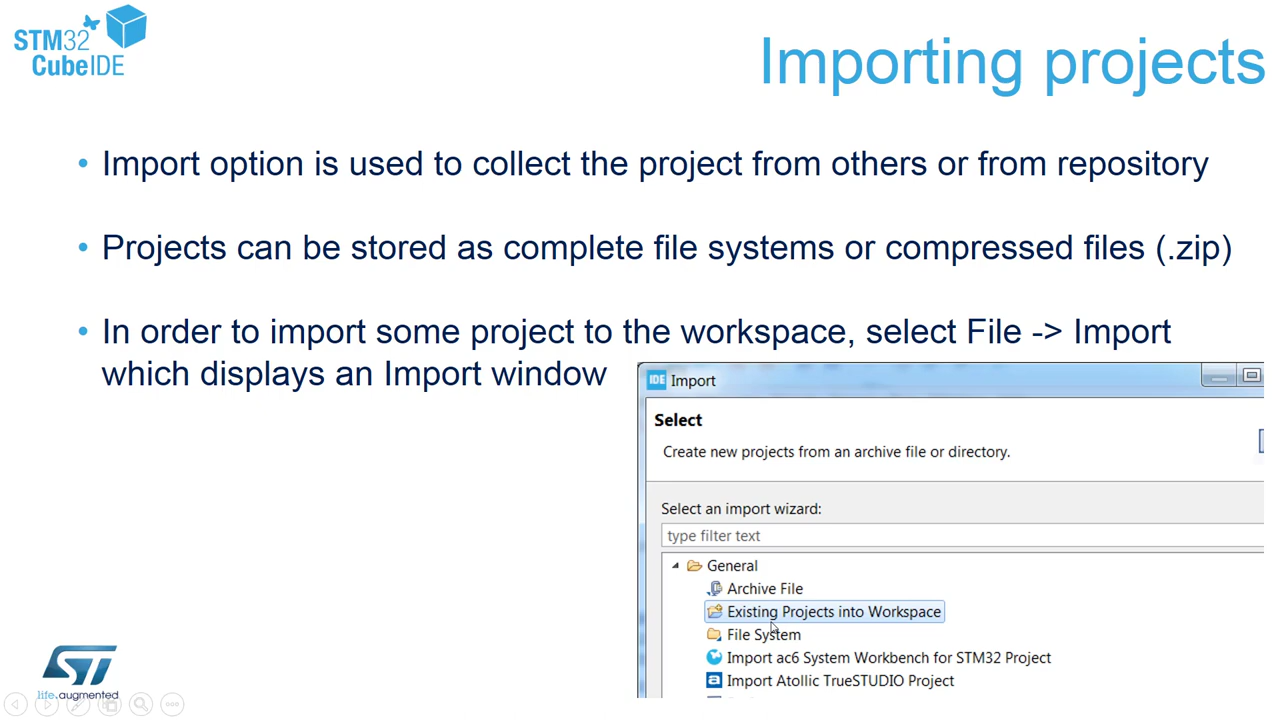 STM32
CubeIDE
Importing projects
• Import option is used to collect the project from others or from repository
• Projects can be stored as complete file systems or compressed files (.zip)
• In order to import some project to the workspace, select File -> Import
which displays an Import window
IDE Import
Select
Create new projects from an archive file or directory.
Select an import wizard:
type filter text
General
Archive File
Existing Projects into Workspace
File System
Import ac6 System Workbench for STM32 Project
Import Atollic TrueSTUDIO Project
ST
life.augmented